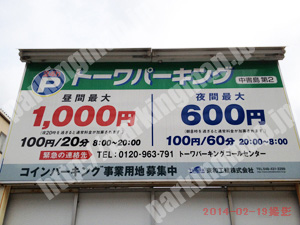 P トーワパーキング 中吉島 第2
昼間最大 夜間最大
1,000円 600円
100円/20分 8:00~20:00 100円/60分 20:00~8:00
緊急の連絡先 TEL:0120-963-791 トーワパーキングコールセンター
コインパーキング事業用地募集中
2014-02-19撮影